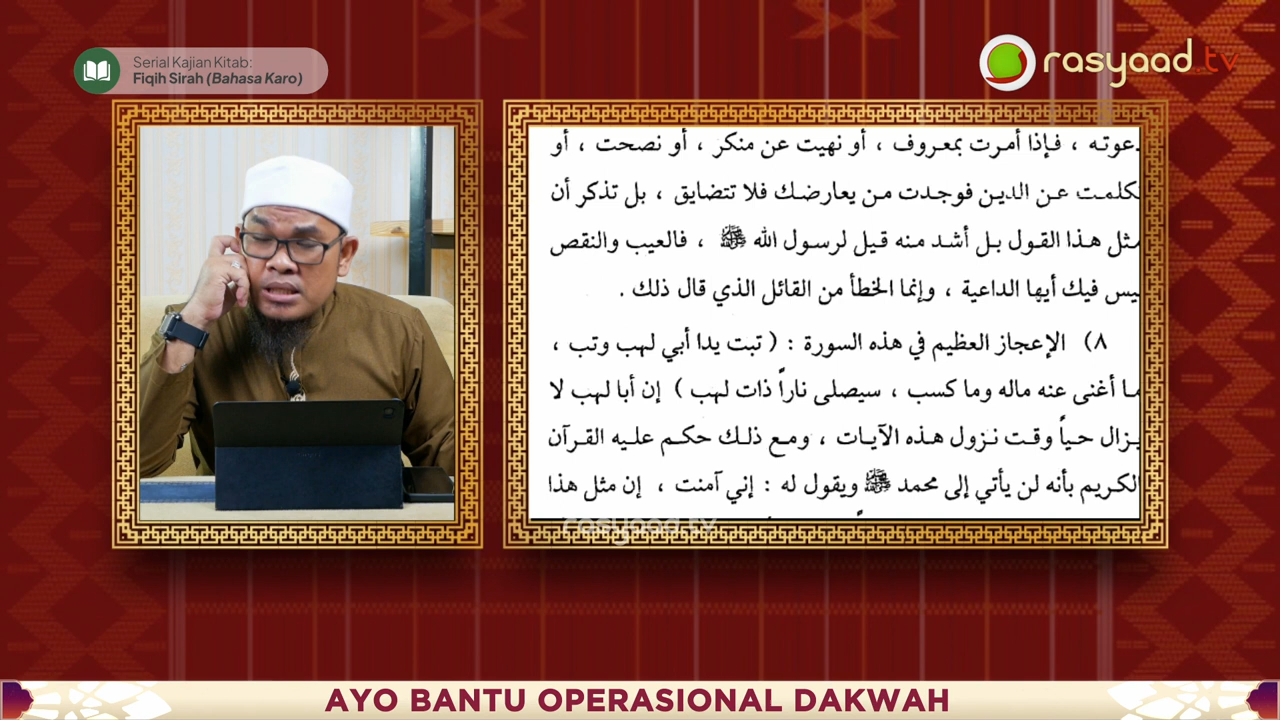 Serial Kajian Kitab:
Fiqih Sirah (Bahasa Karo)
rasyaad.tv
دعوته ، فإذا أمرت بمعروف ، أو نهيت عن منكر ، أو نصحت ، أو
تكلمت عن الدين فوجدت من يعارضك فلا تتضايق ، بل تذكر أن
مثل هذا القول بل أشد منه قيل لرسول الله ﷺ ، فالعيب والنقص
ليس فيك أيها الداعية ، وإنما الخطأ من القائل الذي قال ذلك .
٨) الإعجاز العظيم في هذه السورة : ( تبت يدا أبي لهب وتب ،
ما أغنى عنه ماله وما كسب ، سيصلى ناراً ذات لهب ) إن أبا لهب لا
يزال حياً وقت نزول هذه الآيات ، ومع ذلك حكم عليه القرآن
الكريم بأنه لن يأتي إلى محمد ﷺ ويقول له : إني آمنت ، إن مثل هذا
rasyaad.tv
AYO BANTU OPERASIONAL DAKWAH